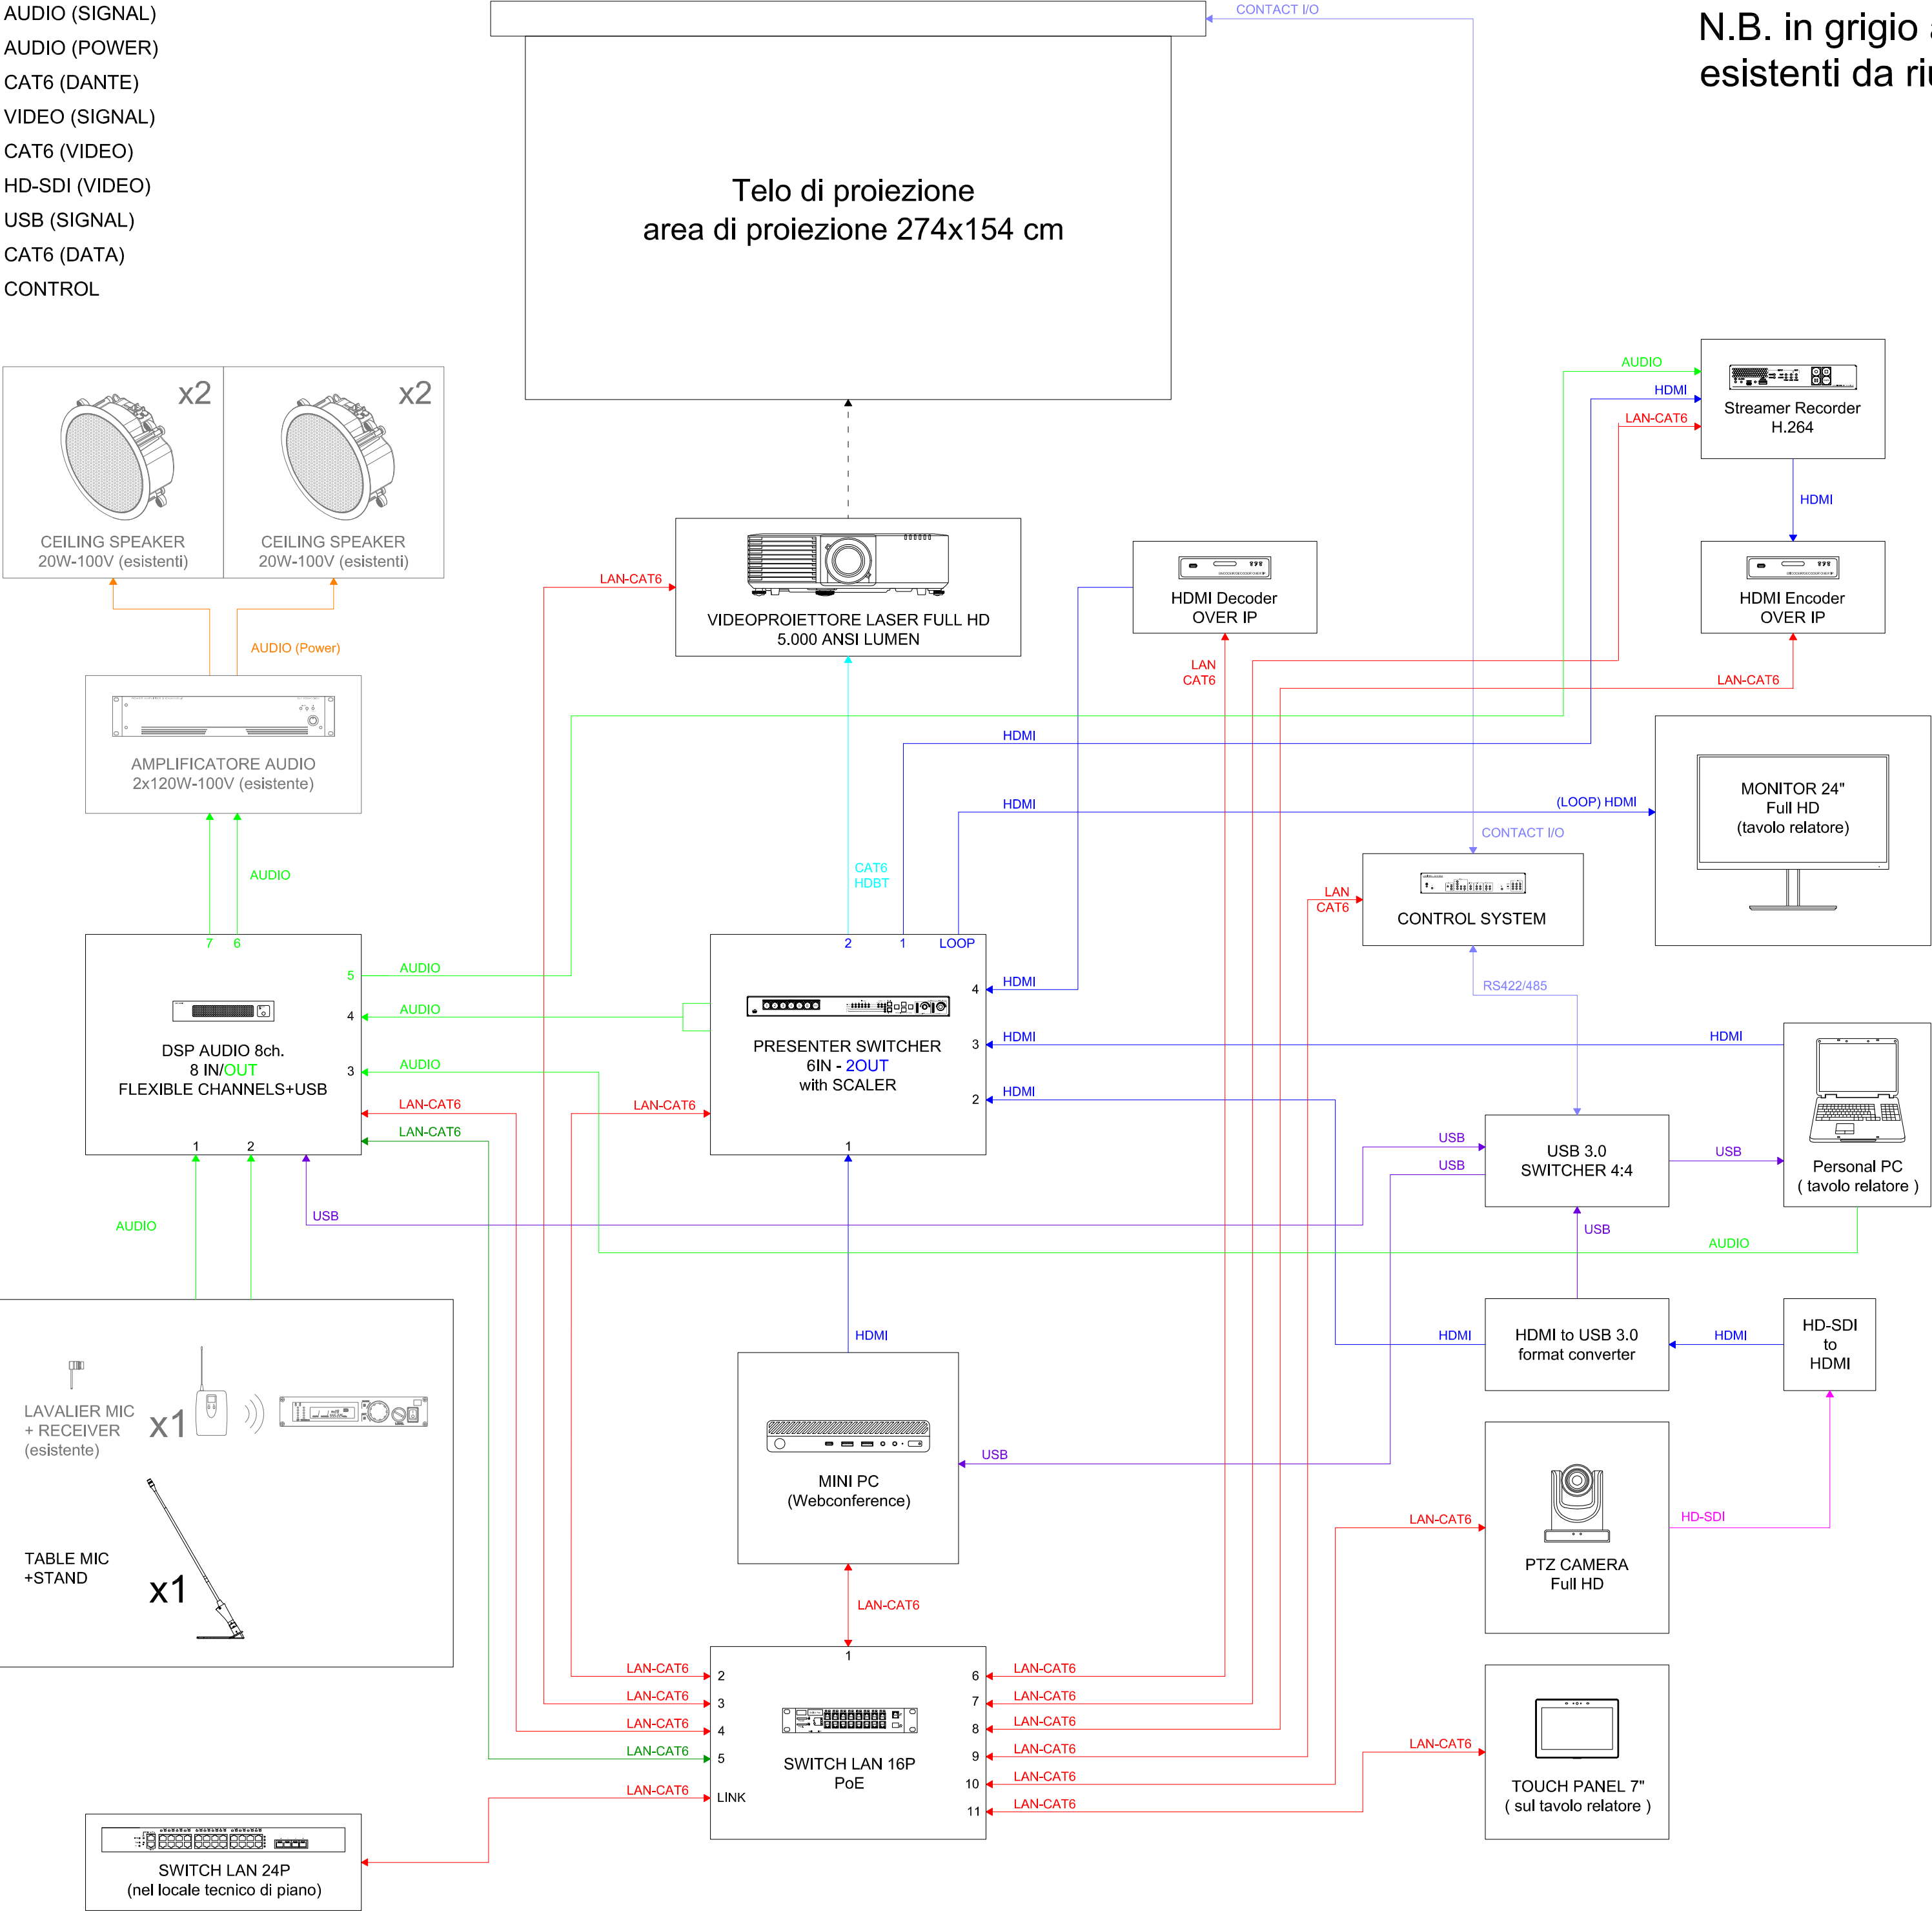 AUDIO (SIGNAL)
AUDIO (POWER)
CAT6 (DANTE)
VIDEO (SIGNAL)
CAT6 (VIDEO)
HD-SDI (VIDEO)
USB (SIGNAL)
CAT6 (DATA)
CONTROL
CONTACT I/O
N.B. in grigio
esistenti da
Telo di proiezione
area di proiezione 274x154 cm
x2
CEILING SPEAKER
20W-100V (esistenti)
x2
CEILING SPEAKER
20W-100V (esistenti)
AUDIO (Power)
AMPLIFICATORE AUDIO
2x120W-100V (esistente)
AUDIO
LAN-CAT6
VIDEOPROIETTORE LASER FULL HD
5.000 ANSI LUMEN
HDMI Decoder
OVER IP
LAN
CAT6
AUDIO
HDMI
LAN-CAT6
Streamer Recorder
H.264
HDMI
HDMI Encoder
OVER IP
LAN-CAT6
HDMI
HDMI
(LOOP) HDMI
MONITOR 24"
Full HD
(tavolo relatore)
CAT6
HDBT
CONTACT I/O
LAN
CAT6
CONTROL SYSTEM
RS422/485
7 6
5
AUDIO
4
AUDIO
3
AUDIO
DSP AUDIO 8ch.
8 IN/OUT
FLEXIBLE CHANNELS+USB
LAN-CAT6
LAN-CAT6
1 2
USB
AUDIO
2 1 LOOP
4
HDMI
3
HDMI
2
HDMI
PRESENTER SWITCHER
6IN - 2OUT
with SCALER
LAN-CAT6
1
HDMI
HDMI
Personal PC
( tavolo relatore )
USB
USB
USB 3.0
SWITCHER 4:4
USB
USB
AUDIO
HDMI
HDMI to USB 3.0
format converter
HDMI
HD-SDI
to
HDMI
LAVALIER MIC
+ RECEIVER
(esistente)
x1
TABLE MIC
+STAND
x1
MINI PC
(Webconference)
USB
LAN-CAT6
LAN-CAT6
PTZ CAMERA
Full HD
HD-SDI
1
LAN-CAT6 2
LAN-CAT6 3
LAN-CAT6 4
LAN-CAT6 5
LAN-CAT6 LINK
6 LAN-CAT6
7 LAN-CAT6
8 LAN-CAT6
9 LAN-CAT6
10 LAN-CAT6
11 LAN-CAT6
SWITCH LAN 16P
PoE
LAN-CAT6
TOUCH PANEL 7"
( sul tavolo relatore )
SWITCH LAN 24P
(nel locale tecnico di piano)